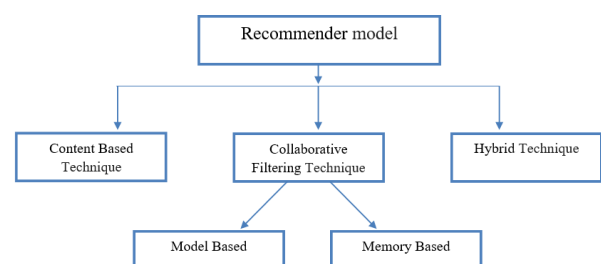 Recommender model
Content Based
Technique
Collaborative
Filtering Technique
Hybrid Technique
Model Based
Memory Based